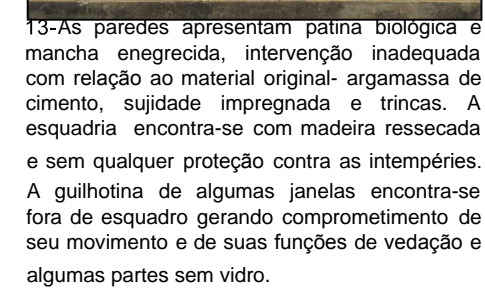 13-As paredes apresentam patina biológica e
mancha enegrecida, intervenção inadequada
com relação ao material original- argamassa de
cimento, sujidade impregnada e trincas. A
esquadria encontra-se com madeira ressecada
e sem qualquer proteção contra as intempéries.
A guilhotina de algumas janelas encontra-se
fora de esquadro gerando comprometimento de
seu movimento e de suas funções de vedação e
algumas partes sem vidro.